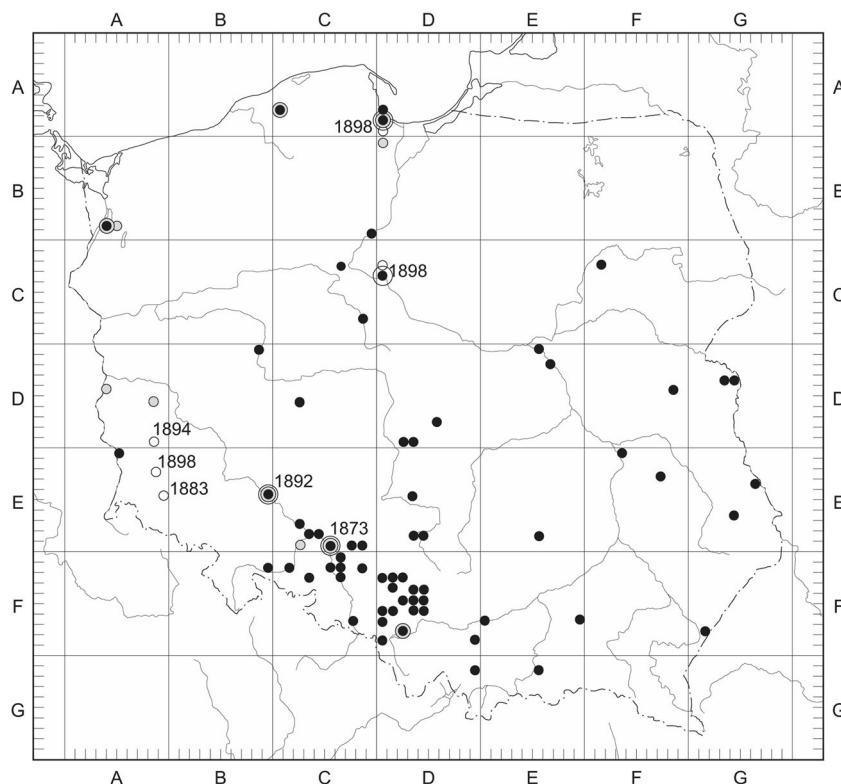 A B C D E F G
A A
1898
B B
1898
C C
D D
1894
1898
1892
1883
E E
1873
F F
G G
A B C D E F G